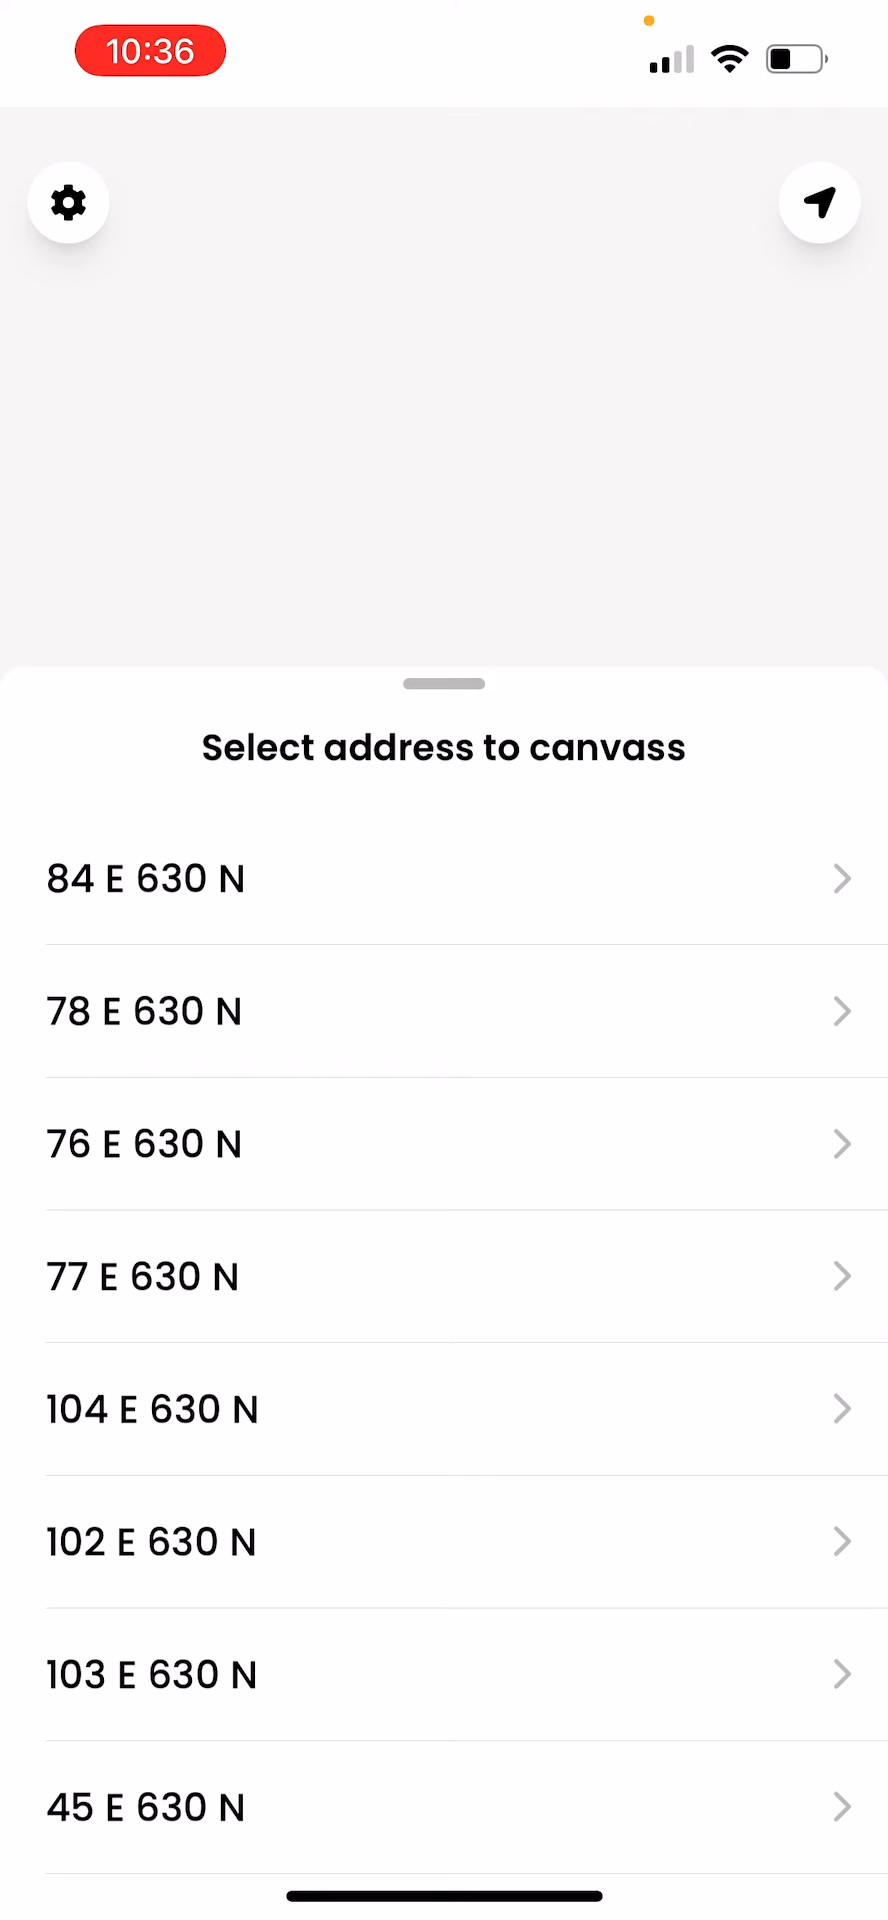 10:36
Select address to canvass
84 E 630 N
78 E 630 N
76 E 630 N
77 E 630 N
104 E 630 N
102 E 630 N
103 E 630 N
45 E 630 N